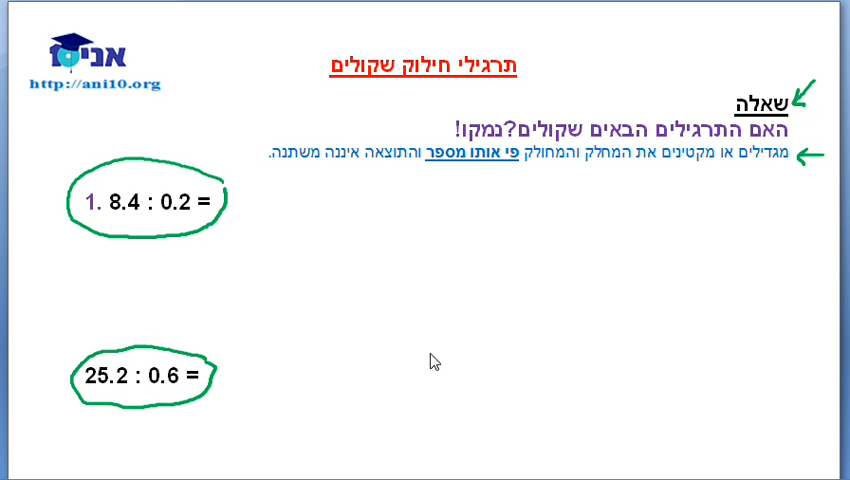 אני10
http://ani10.org
תרגילי חילוק שקולים
שאלה
האם התרגילים הבאים שקולים?נמקו!
מגדילים או מקטינים את המחלק והמחולק פי אותו מספר והתוצאה איננה משתנה.
1. 8.4 : 0.2 =
25.2 : 0.6 =